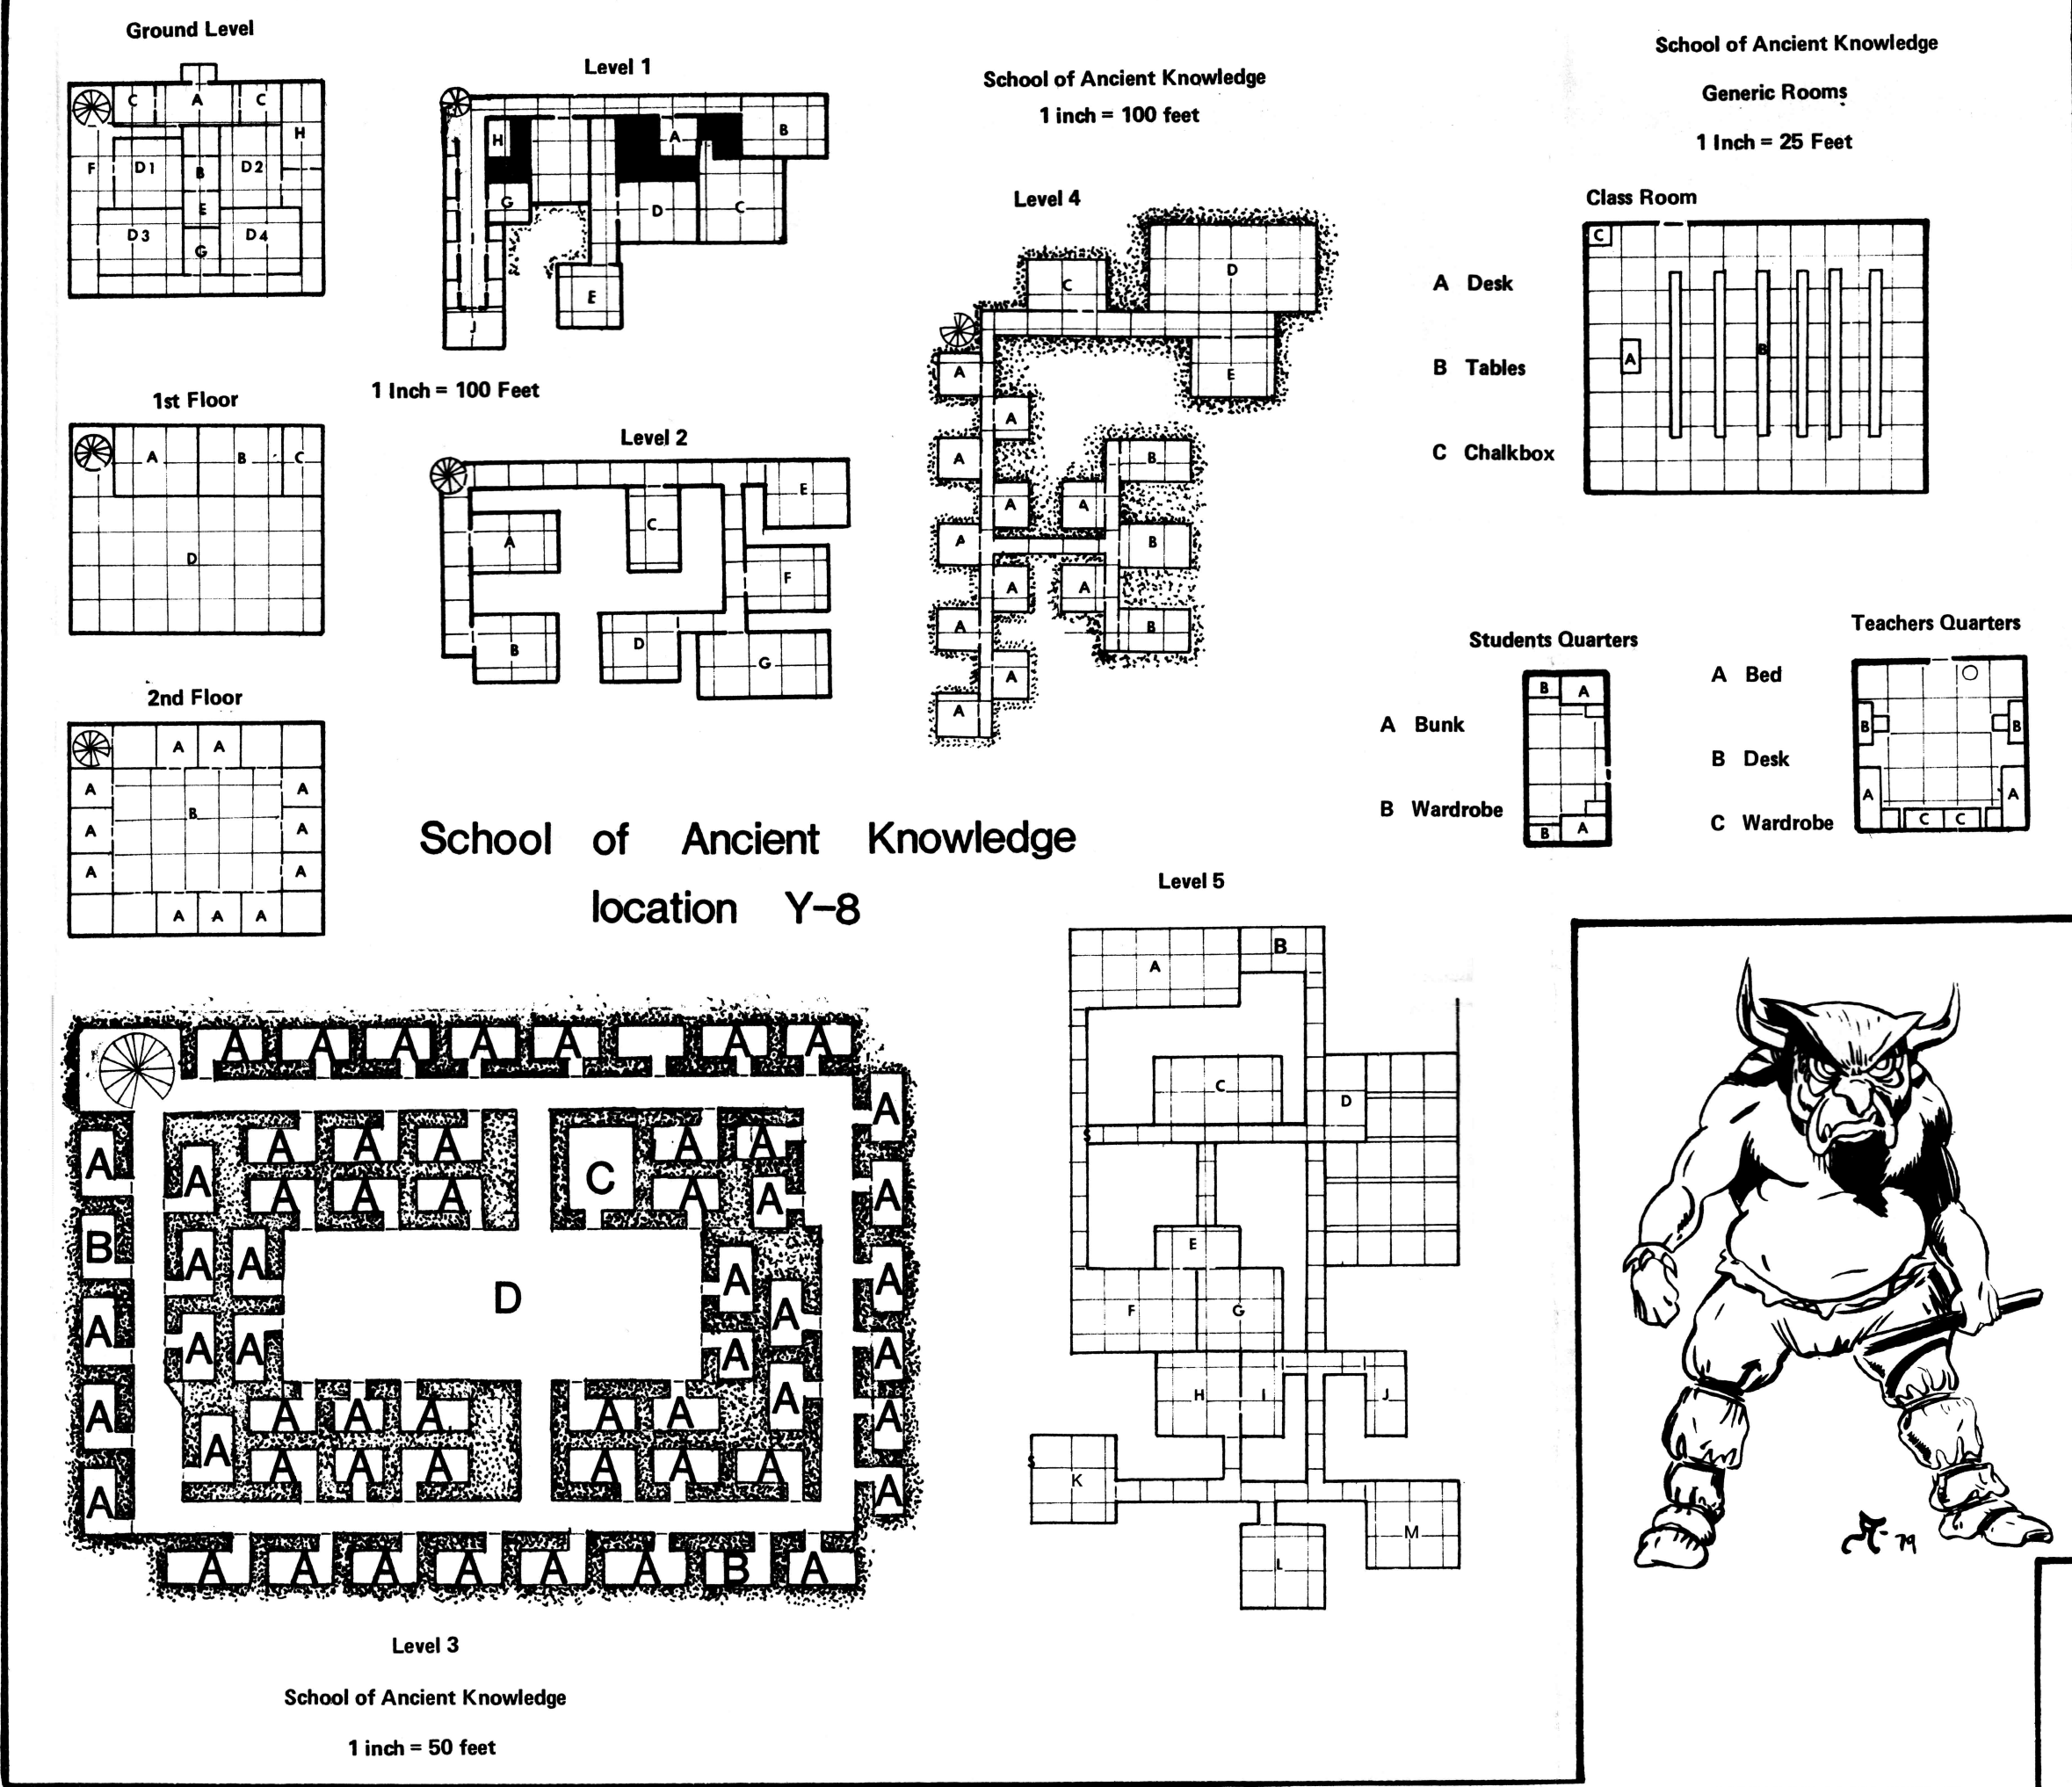 Ground Level
C A C
H
F D1 B D2
E
D3 D4
G
1st Floor
A B C
D
2nd Floor
A A
A A
B
A A
A A
A A A
Level 1
H A B
G D C
E
J
1 Inch = 100 Feet
Level 2
E
C
A
F
D
B
G
School of Ancient Knowledge
location Y-8
School of Ancient Knowledge
1 inch = 100 feet
Level 4
D
C
A E
A
A B
A A
A B
A A
A B
A
A
School of Ancient Knowledge
Generic Rooms
1 Inch = 25 Feet
Class Room
C
A
B
A Desk
B Tables
C Chalkbox
Students Quarters
B A
B A
A Bunk
B Wardrobe
Teachers Quarters
B B
A A
C C
A Bed
B Desk
C Wardrobe
Level 5
B
A
C
D
S
E
F G
H I J
S
K
M
L
A A A A A A A
A
A A A A A A
A C
A A A A A A A
B
A A A
A A
D
A A
A A A A
A A A A A A A
A
A A A A A A A
A A
A A A A A A B A
Level 3
School of Ancient Knowledge
1 inch = 50 feet
79